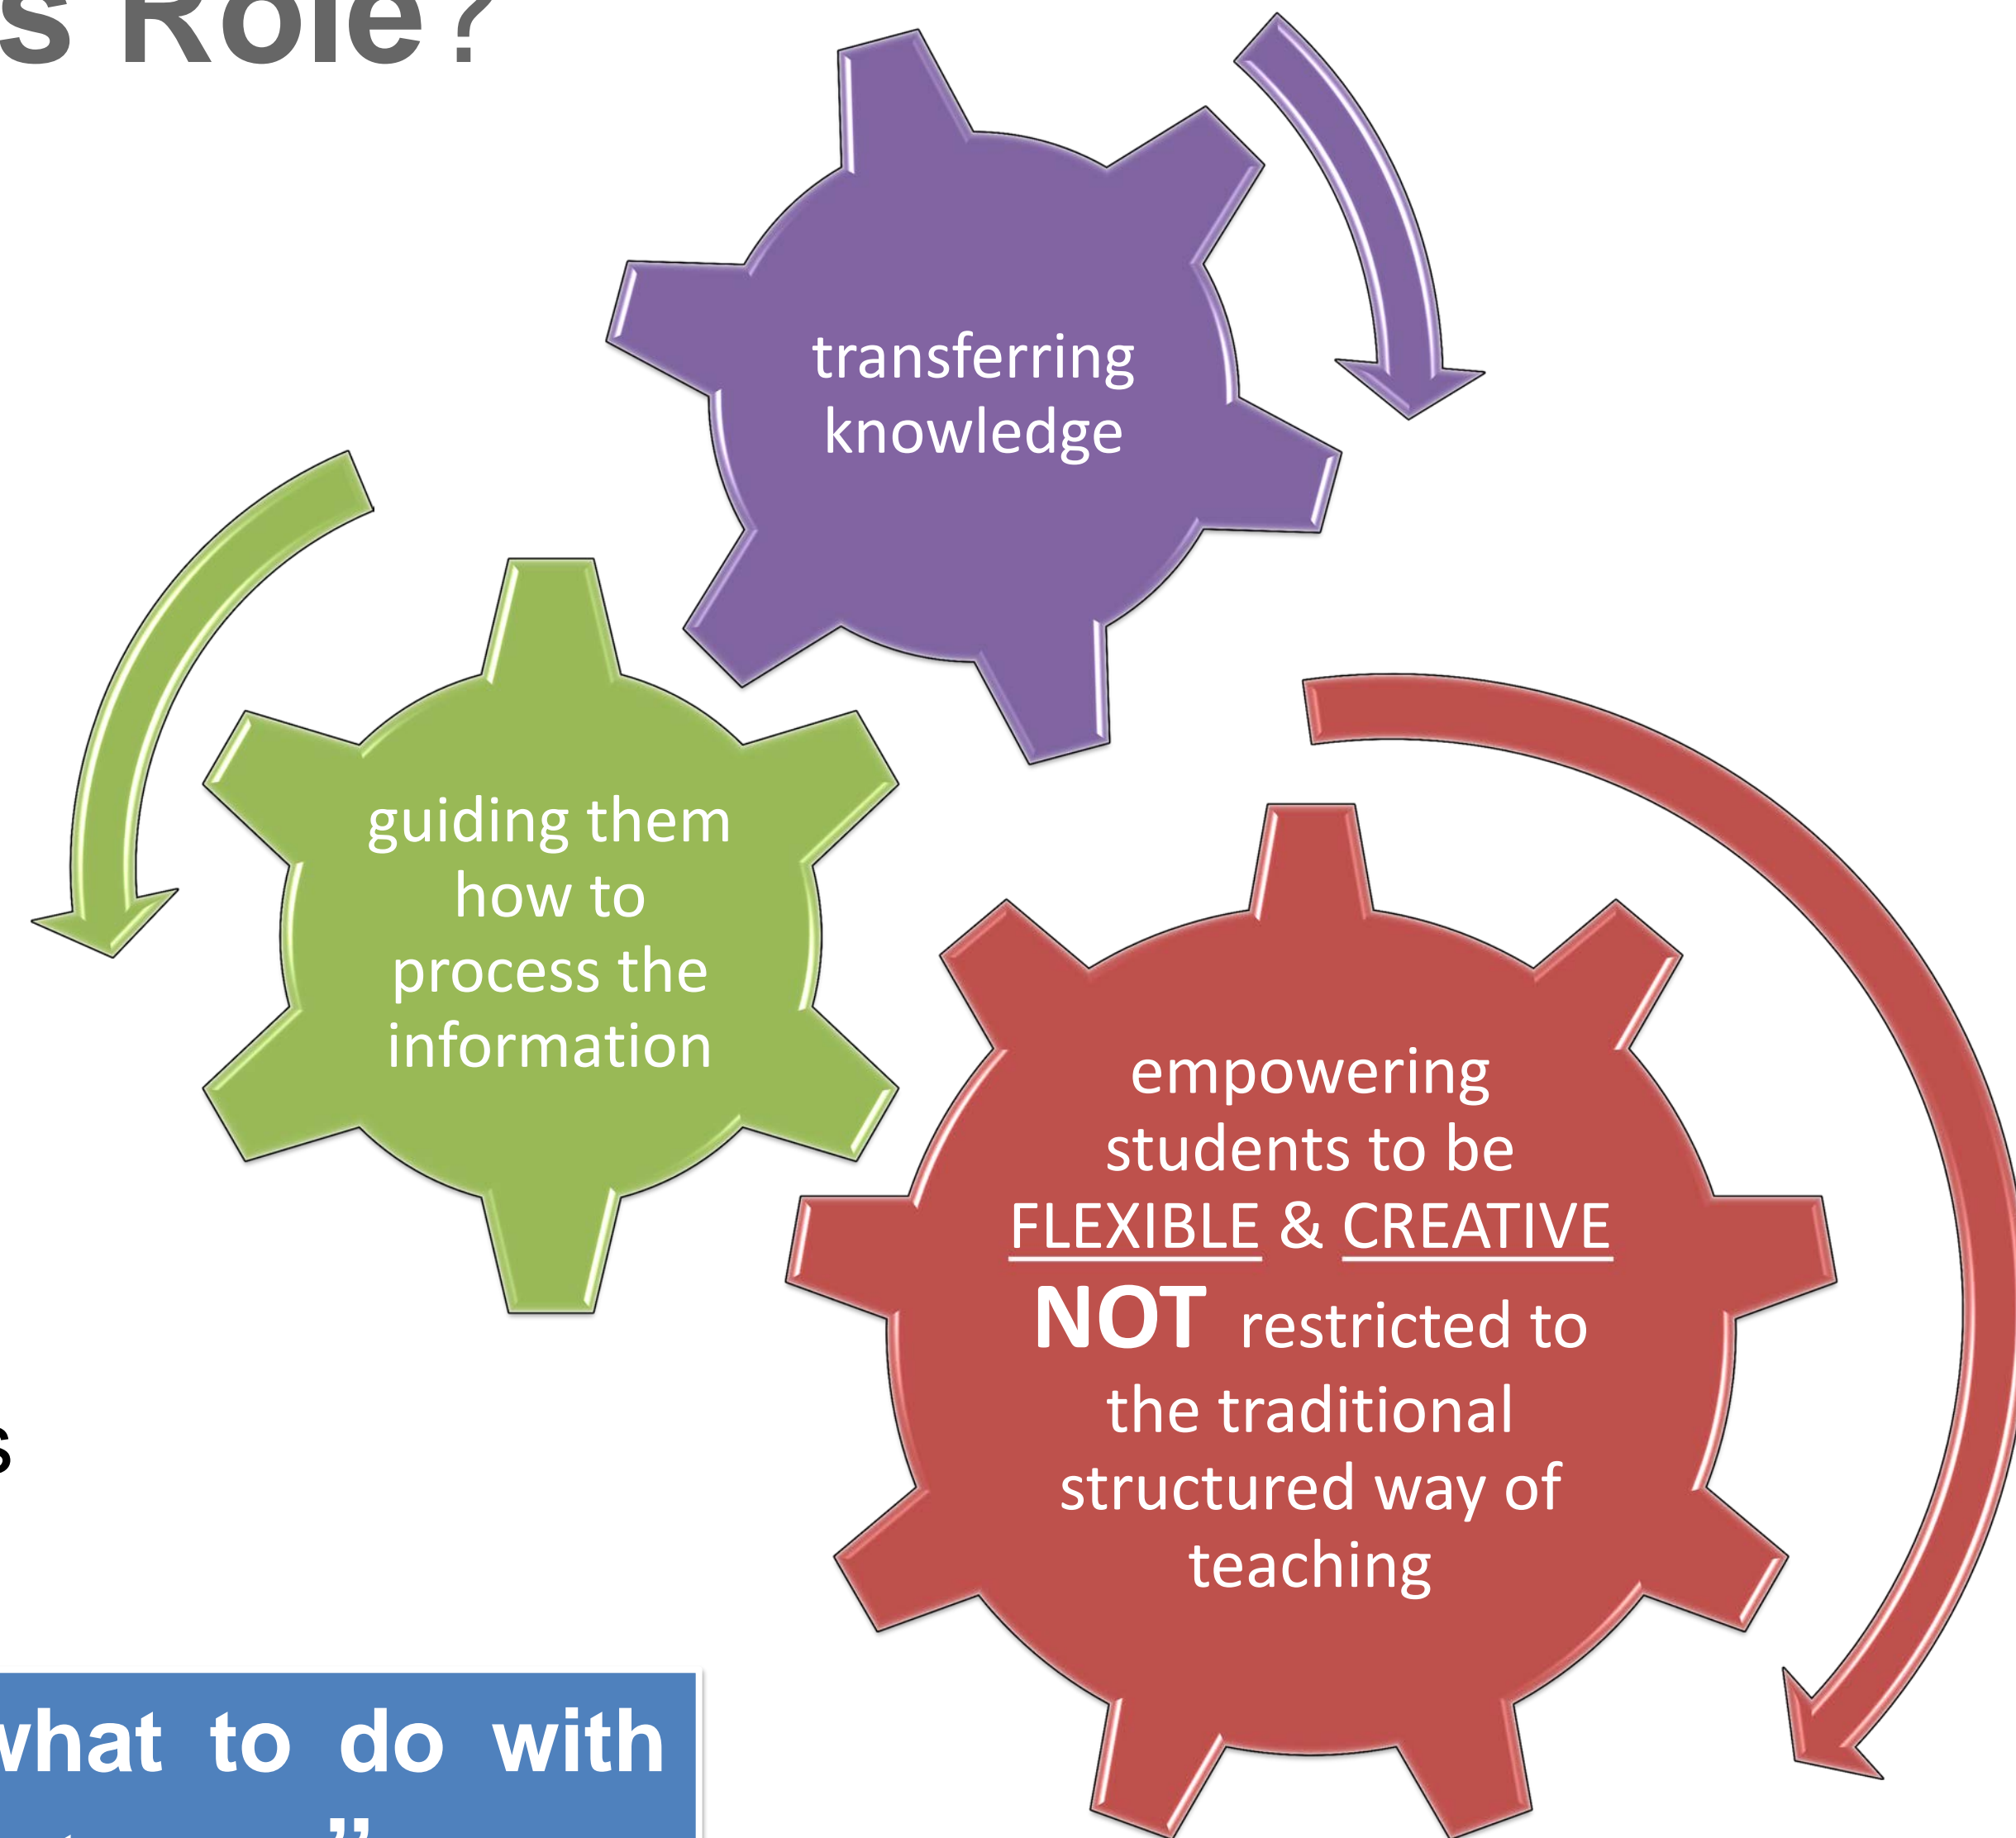 s Role?
transferring
knowledge
guiding them
how to
process the
information
empowering
students to be
FLEXIBLE & CREATIVE
NOT restricted to
the traditional
structured way of
teaching
s
what to do with
”